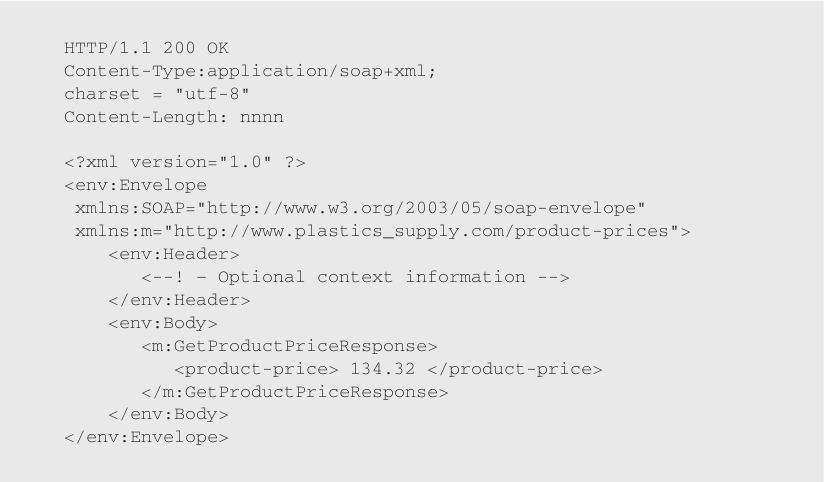 HTTP/1.1 200 OK
Content-Type:application/soap+xml;
charset = "utf-8"
Content-Length: nnnn
<?xml version="1.0" ?>
<env:Envelope
xmlns:SOAP="http://www.w3.org/2003/05/soap-envelope"
xmlns:m="http://www.plastics_supply.com/product-prices">
<env:Header>
<--! – Optional context information -->
</env:Header>
<env:Body>
<m:GetProductPriceResponse>
<product-price> 134.32 </product-price>
</m:GetProductPriceResponse>
</env:Body>
</env:Envelope>